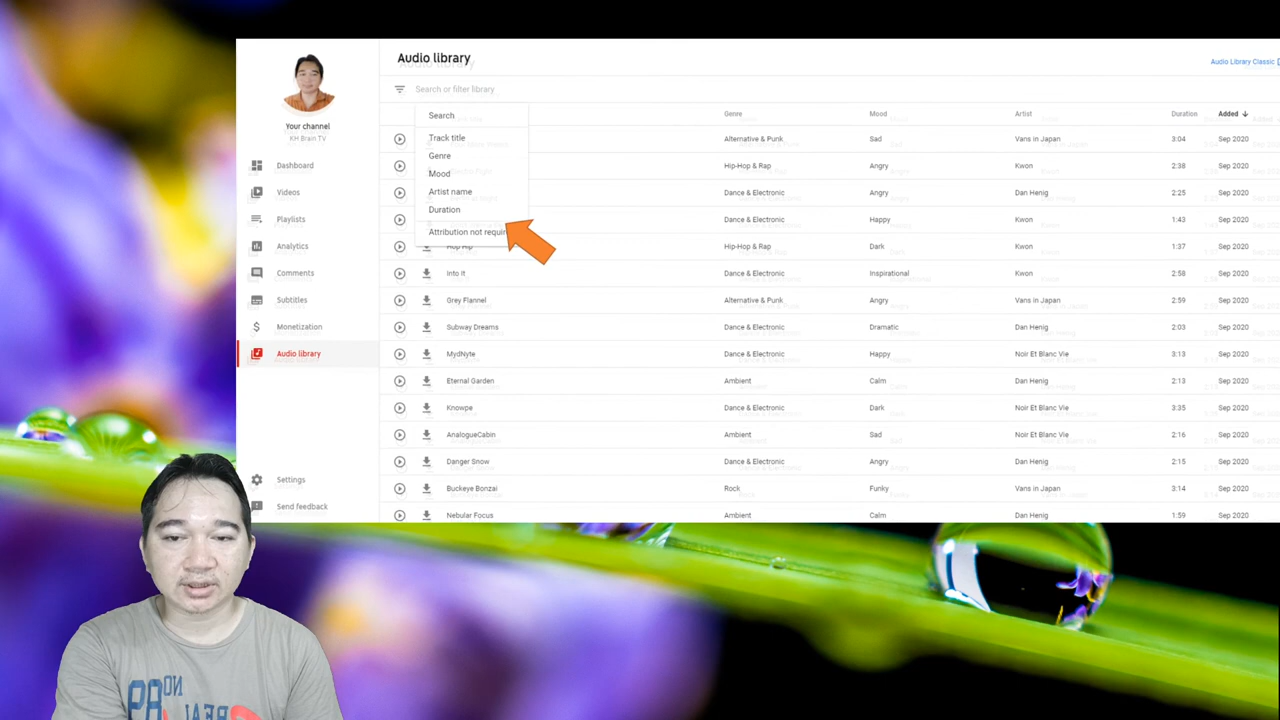 Audio library
Audio Library Classic
Search or filter library
Your channel
KH Brain TV
Dashboard
Videos
Playlists
Analytics
Comments
Subtitles
Monetization
Audio library
Settings
Send feedback
Search
Track title
Genre
Mood
Artist name
Duration
Attribution not requir
Genre Mood Artist Duration Added
Alternative & Punk Sad Vans in Japan 3:04 Sep 2020
Hip-Hop & Rap Angry Kwon 2:38 Sep 2020
Dance & Electronic Angry Dan Henig 2:25 Sep 2020
Dance & Electronic Happy Kwon 1:43 Sep 2020
Hop Hip Hip-Hop & Rap Dark Kwon 1:37 Sep 2020
Into It Dance & Electronic Inspirational Kwon 2:58 Sep 2020
Grey Flannel Alternative & Punk Angry Vans in Japan 2:59 Sep 2020
Subway Dreams Dance & Electronic Dramatic Dan Henig 2:03 Sep 2020
MydNyte Dance & Electronic Happy Noir Et Blanc Vie 3:13 Sep 2020
Eternal Garden Ambient Calm Dan Henig 2:13 Sep 2020
Knowpe Dance & Electronic Dark Noir Et Blanc Vie 3:35 Sep 2020
AnalogueCabin Ambient Sad Noir Et Blanc Vie 2:16 Sep 2020
Danger Snow Dance & Electronic Angry Dan Henig 2:15 Sep 2020
Buckeye Bonzai Rock Funky Vans in Japan 3:14 Sep 2020
Nebular Focus Ambient Calm Dan Henig 1:59 Sep 2020
NO
89
REAL